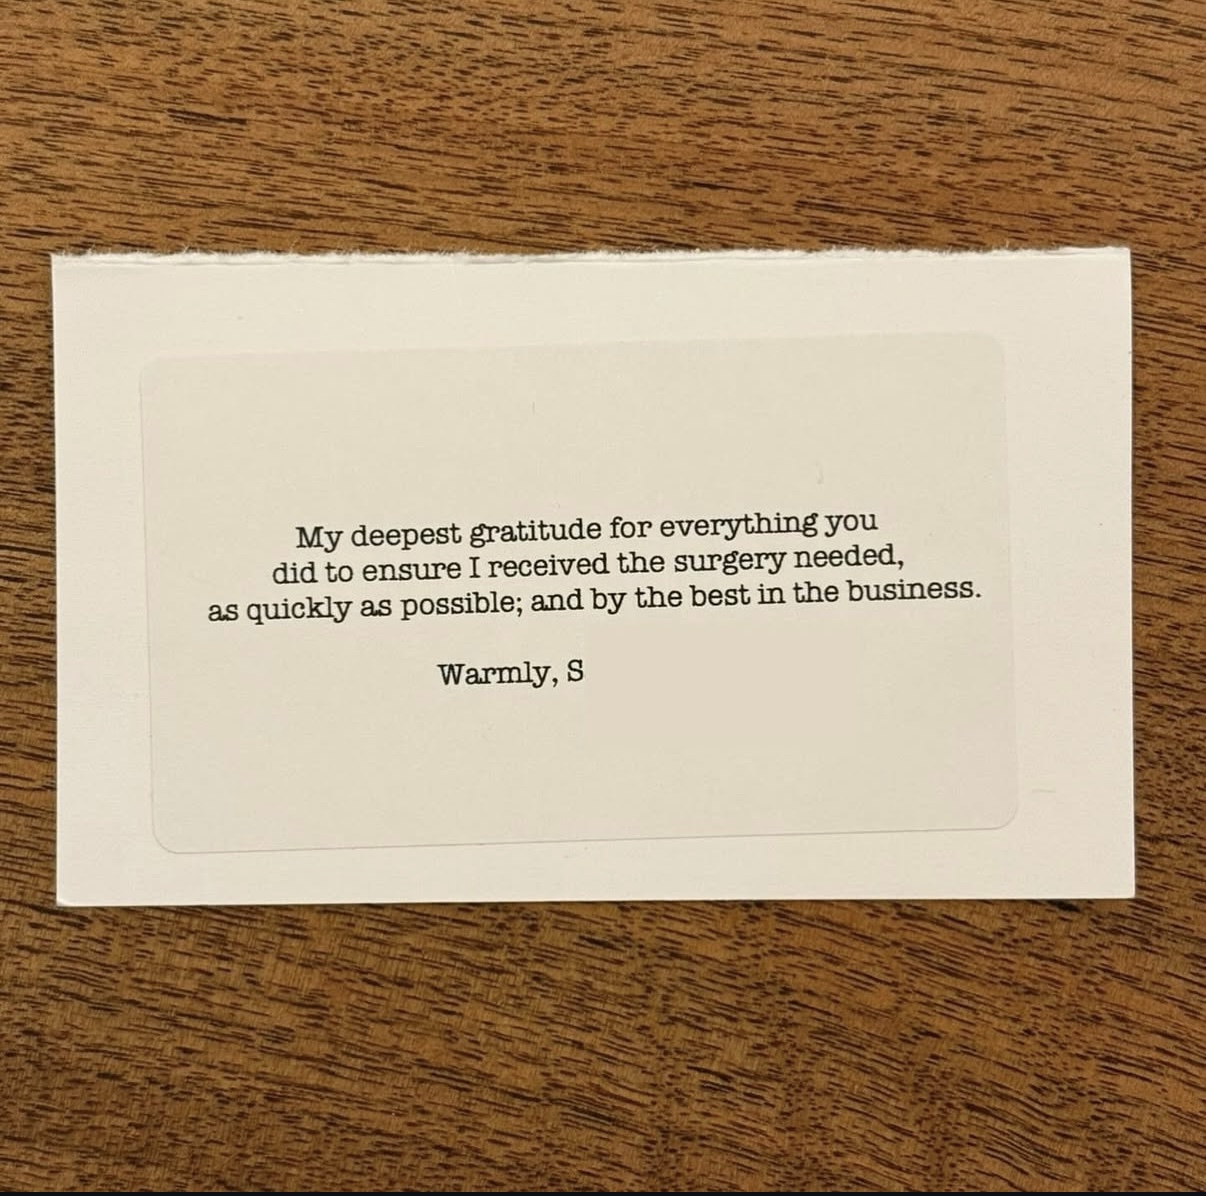 My deepest gratitude for everything you
did to ensure I received the surgery needed,
as quickly as possible; and by the best in the business.
Warmly, S